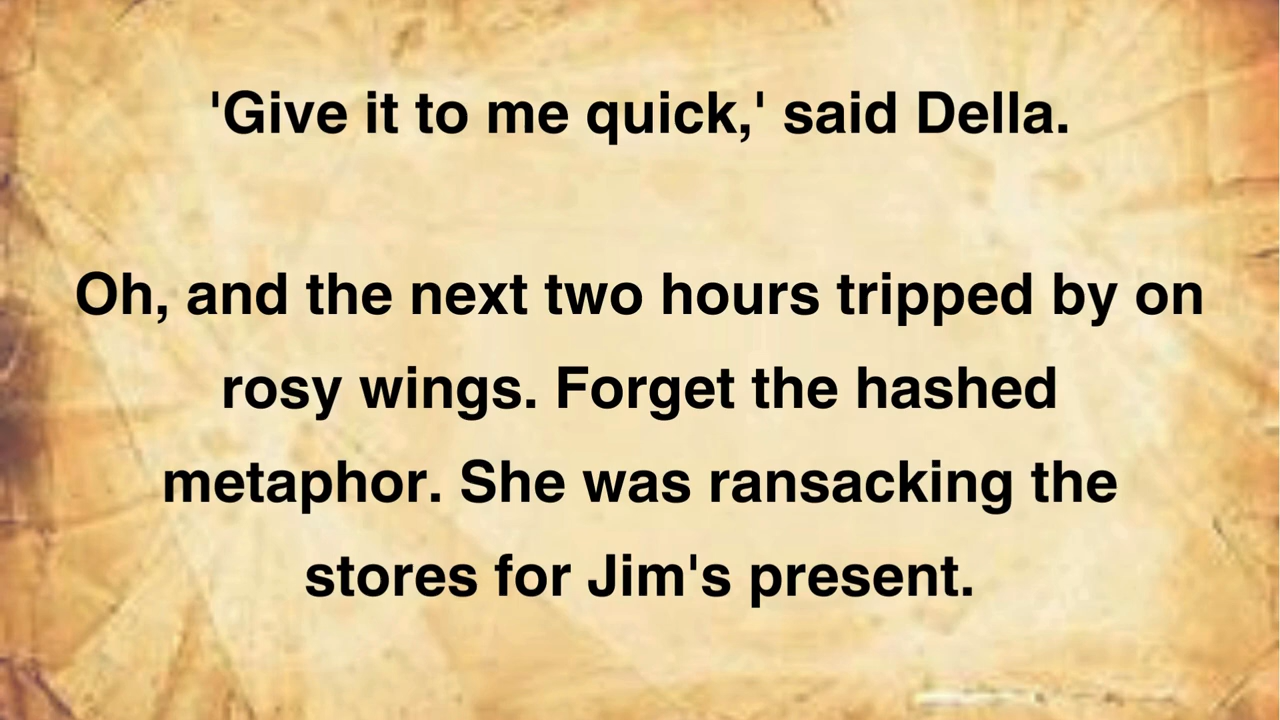 'Give it to me quick,' said Della.
Oh, and the next two hours tripped by on
rosy wings. Forget the hashed
metaphor. She was ransacking the
stores for Jim's present.